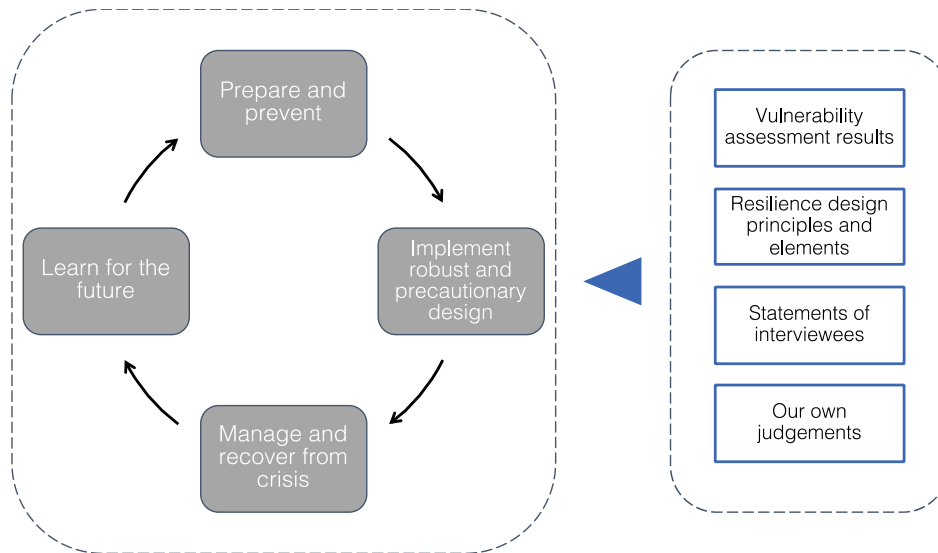 Prepare and
prevent
Implement
robust and
precautionary
design
Manage and
recover from
crisis
Learn for the
future
Vulnerability
assessment results
Resilience design
principles and
elements
Statements of
interviewees
Our own
judgements